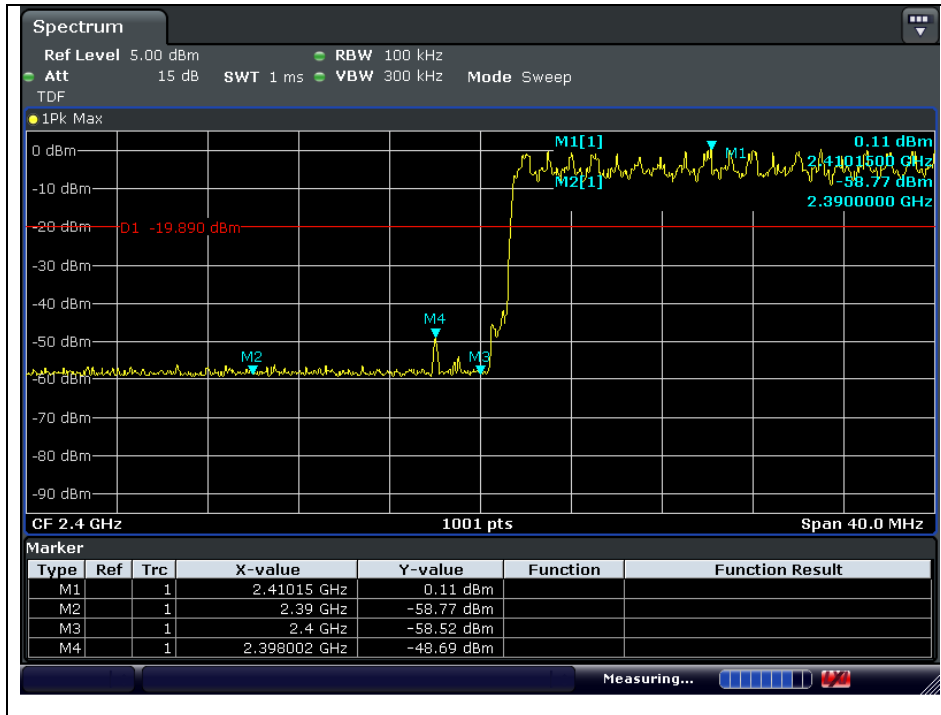 Spectrum
Ref Level 5.00 dBm RBW 100 kHz
Att 15 dB SWT 1 ms VBW 300 kHz Mode Sweep
TDF
1Pk Max
M1[1] 0.11 dBm
2.4101500 GHz
M2[1] -58.77 dBm
2.3900000 GHz
M1
0 dBm
-10 dBm
-20 dBm
D1 -19.890 dBm
-30 dBm
-40 dBm
M4
-50 dBm
M2
M3
-60 dBm
-70 dBm
-80 dBm
-90 dBm
CF 2.4 GHz 1001 pts Span 40.0 MHz
Marker
Type Ref Trc X-value Y-value Function Function Result
M1 1 2.41015 GHz 0.11 dBm
M2 1 2.39 GHz -58.77 dBm
M3 1 2.4 GHz -58.52 dBm
M4 1 2.398002 GHz -48.69 dBm
Measuring...